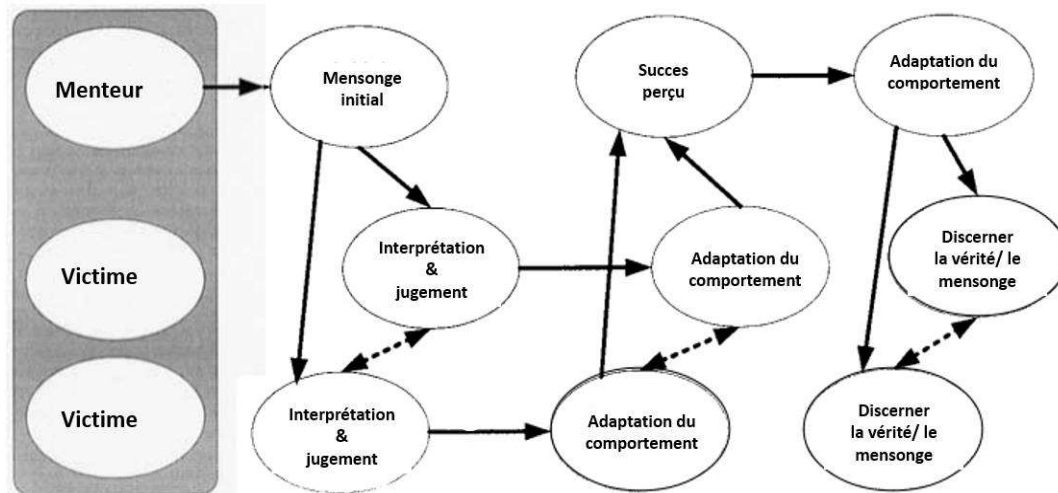 Menteur
Mensonge
initial
Succes
perçu
Adaptation du
comportement
Victime
Interprétation
&
jugement
Adaptation du
comportement
Discerner
la vérité/ le
mensonge
Victime
Interprétation
&
jugement
Adaptation du
comportement
Discerner
la vérité/ le
mensonge